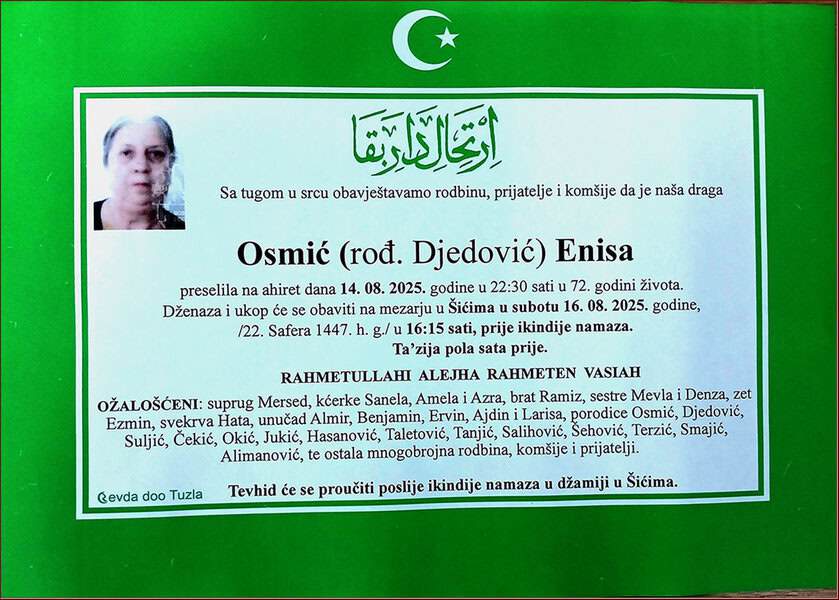 اِرْتِحَالِ دَارِ بَقَا
Sa tugom u srcu obavještavamo rodbinu, prijatelje i komšije da je naša draga
Osmić (rođ. Djedović) Enisa
preselila na ahiret dana 14. 08. 2025. godine u 22:30 sati u 72. godini života.
Dženaza i ukop će se obaviti na mezarju u Šićima u subotu 16. 08. 2025. godine,
/22. Safera 1447. h. g./ u 16:15 sati, prije ikindije namaza.
Ta’zija pola sata prije.
RAHMETULLAHI ALEJHA RAHMETEN VASIAH
OŽALOŠĆENI: suprug Mersed, kćerke Sanela, Amela i Azra, brat Ramiz, sestre Mevla i Denza, zet
Ezmin, svekrva Hata, unučad Almir, Benjamin, Ervin, Ajdin i Larisa, porodice Osmić, Djedović,
Suljić, Čekić, Okić, Jukić, Hasanović, Taletović, Tanjić, Salihović, Šehović, Terzić, Smajić,
Alimanović, te ostala mnogobrojna rodbina, komšije i prijatelji.
Tevhid će se proučiti poslije ikindije namaza u džamiji u Šićima.
evda doo Tuzla